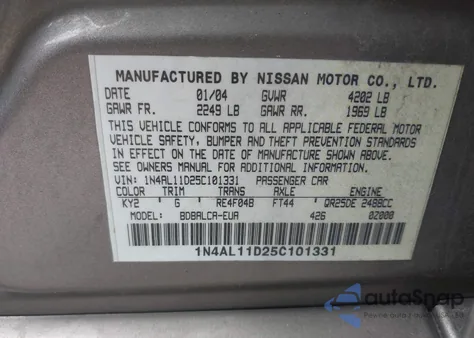 MANUFACTURED BY NISSAN MOTOR CO., LTD.
DATE 01/04 GVWR 4202 LB
GAWR FR. 2249 LB GAWR RR. 1969 LB
THIS VEHICLE CONFORMS TO ALL APPLICABLE FEDERAL MOTOR
VEHICLE SAFETY, BUMPER AND THEFT PREVENTION STANDARDS
IN EFFECT ON THE DATE OF MANUFACTURE SHOWN ABOVE.
SEE OWNERS MANUAL FOR ADDITIONAL INFORMATION
VIN: 1N4AL11D25C101331 PASSENGER CAR
COLOR TRIM TRANS AXLE ENGINE
KY2 G RE4F04B FT44 QR25DE 2488CC
MODEL: BDBALCA-EUA 426 0Z000
1N4AL11D25C101331
autoSnap